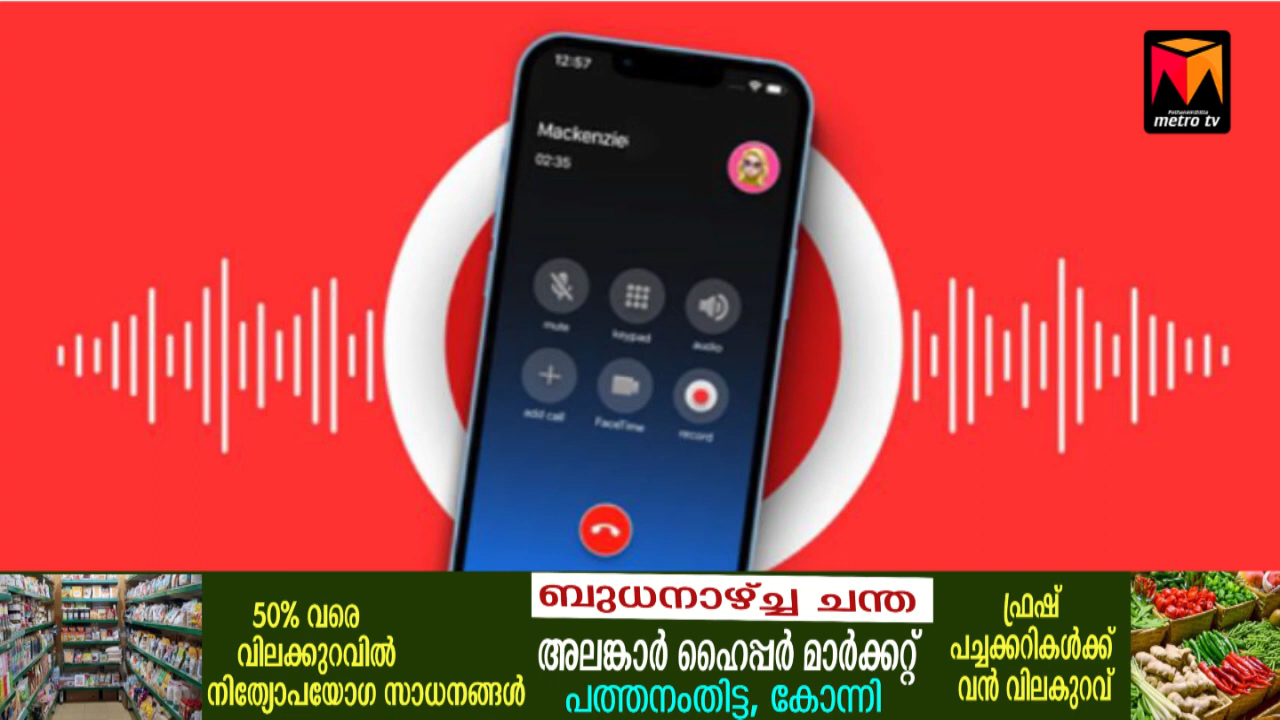 12:57
Mackenzie
02:35
mute
keypad
audio
add call
FaceTime
record
Pathanamthitta
metro tv
50% വരെ
വിലക്കുറവിൽ
നിത്യോപയോഗ സാധനങ്ങൾ
ബുധനാഴ്ച്ച ചന്ത
അലങ്കാർ ഹൈപ്പർ മാർക്കറ്റ്
പത്തനംതിട്ട, കോന്നി
ഫ്രഷ്
പച്ചക്കറികൾക്ക്
വൻ വിലകുറവ്